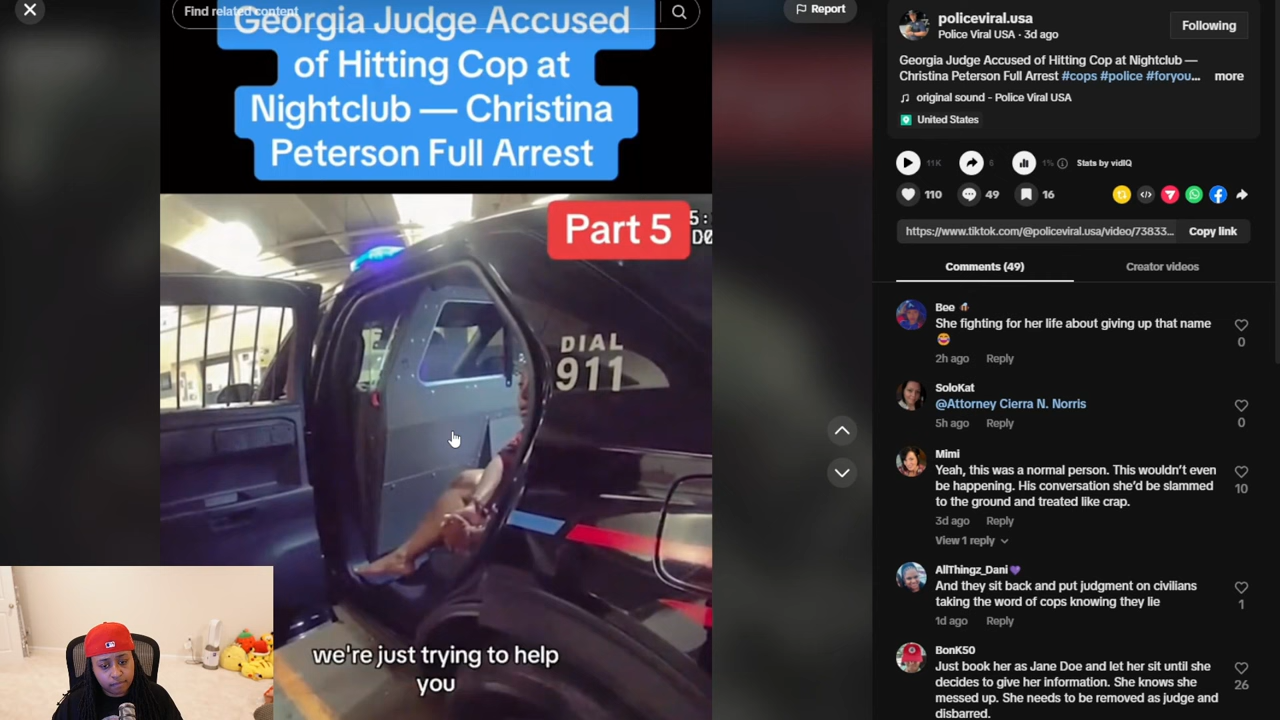 Find related content
Report
Georgia Judge Accused
of Hitting Cop at
Nightclub — Christina
Peterson Full Arrest
Part 5
5:
D0
DIAL
911
we're just trying to help
you
policeviral.usa
Police Viral USA · 3d ago
Following
Georgia Judge Accused of Hitting Cop at Nightclub —
Christina Peterson Full Arrest #cops #police #foryou... more
original sound - Police Viral USA
United States
11K
6
1%
Stats by vidIQ
110
49
16
https://www.tiktok.com/@policeviral.usa/video/73833...
Copy link
Comments (49)
Creator videos
Bee
She fighting for her life about giving up that name
2h ago Reply
0
SoloKat
@Attorney Cierra N. Norris
5h ago Reply
0
Mimi
Yeah, this was a normal person. This wouldn't even
be happening. His conversation she'd be slammed
to the ground and treated like crap.
10
3d ago Reply
View 1 reply
AllThingz_Dani
And they sit back and put judgment on civilians
taking the word of cops knowing they lie
1
1d ago Reply
BonK50
Just book her as Jane Doe and let her sit until she
decides to give her information. She knows she
messed up. She needs to be removed as judge and
disbarred.
26